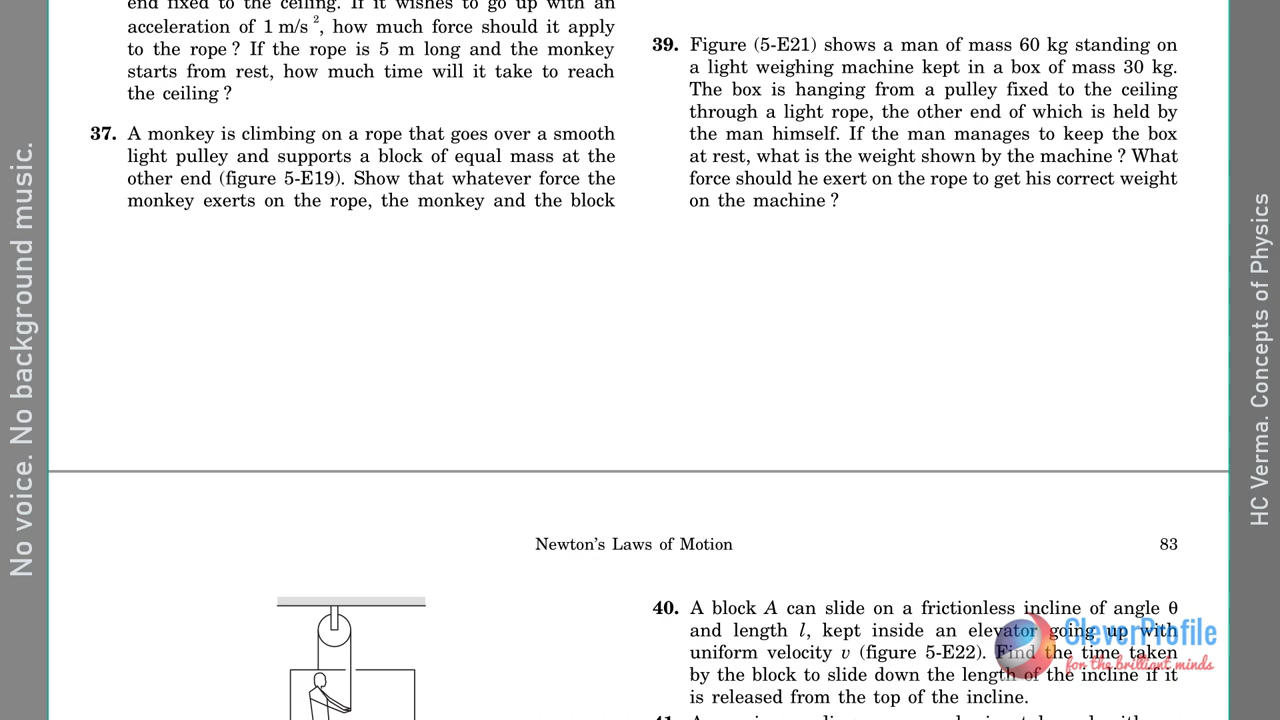 No voice. No background music.
end fixed to the ceiling. If it wishes to go up with an
acceleration of 1 m/s², how much force should it apply
to the rope ? If the rope is 5 m long and the monkey
starts from rest, how much time will it take to reach
the ceiling ?
37. A monkey is climbing on a rope that goes over a smooth
light pulley and supports a block of equal mass at the
other end (figure 5-E19). Show that whatever force the
monkey exerts on the rope, the monkey and the block
39. Figure (5-E21) shows a man of mass 60 kg standing on
a light weighing machine kept in a box of mass 30 kg.
The box is hanging from a pulley fixed to the ceiling
through a light rope, the other end of which is held by
the man himself. If the man manages to keep the box
at rest, what is the weight shown by the machine ? What
force should he exert on the rope to get his correct weight
on the machine ?
Newton's Laws of Motion 83
40. A block A can slide on a frictionless incline of angle θ
and length l, kept inside an elevator going up with
uniform velocity v (figure 5-E22). Find the time taken
by the block to slide down the length of the incline if it
is released from the top of the incline.
CleverProfile
for the brilliant minds
HC Verma. Concepts of Physics